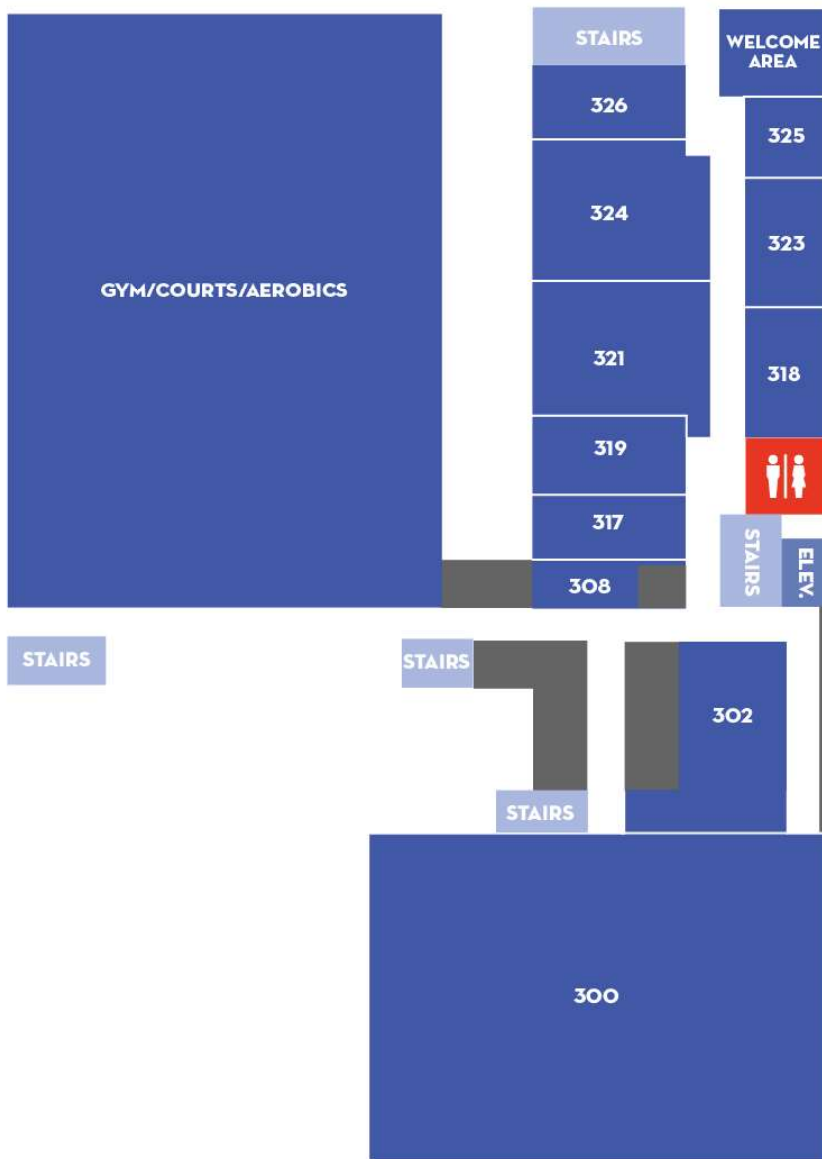 STAIRS
WELCOME
AREA
326
325
324
323
GYM/COURTS/AEROBICS
321
318
319
317
STAIRS
ELEV.
308
STAIRS
STAIRS
302
STAIRS
300